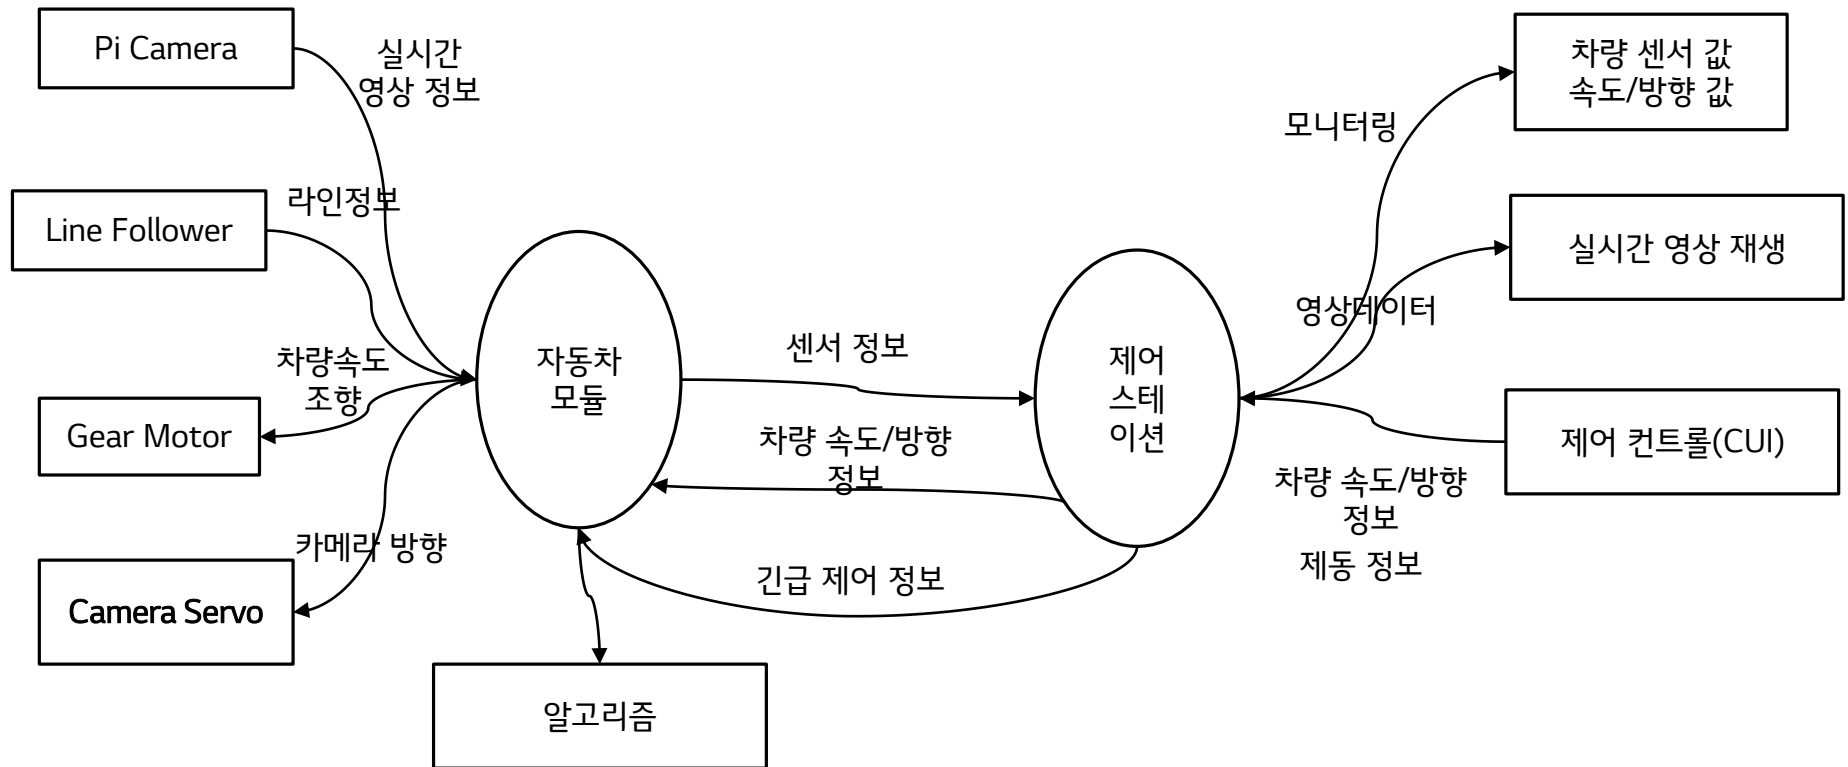 Pi Camera
실시간
영상 정보
차량 센서 값
속도/방향 값
모니터링
라인정보
Line Follower
실시간 영상 재생
영상데이터
차량속도
조향
자동차
모듈
센서 정보
제어
스테
이션
Gear Motor
차량 속도/방향
정보
제어 컨트롤(CUI)
차량 속도/방향
정보
제동 정보
카메라 방향
긴급 제어 정보
Camera Servo
알고리즘